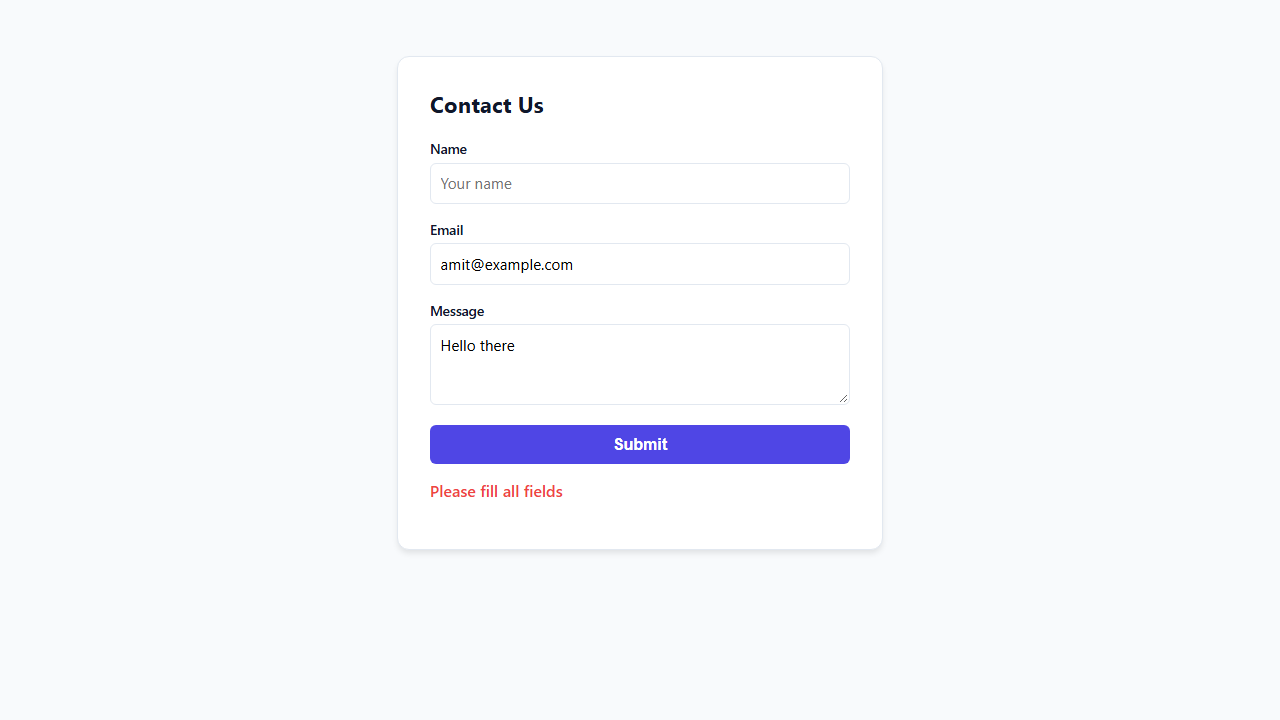 Contact Us
Name
Your name
Email
amit@example.com
Message
Hello there
Submit
Please fill all fields